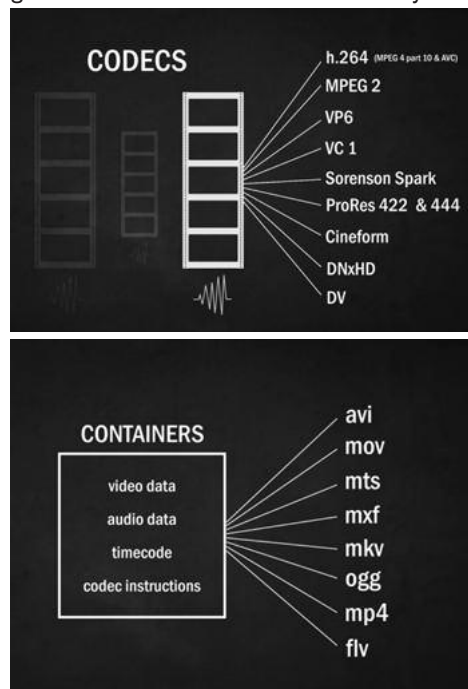 CODECS
h.264 (MPEG 4 part 10 & AVC)
MPEG 2
VP6
VC 1
Sorenson Spark
ProRes 422 & 444
Cineform
DNxHD
DV
CONTAINERS
video data
audio data
timecode
codec instructions
avi
mov
mts
mxf
mkv
ogg
mp4
flv